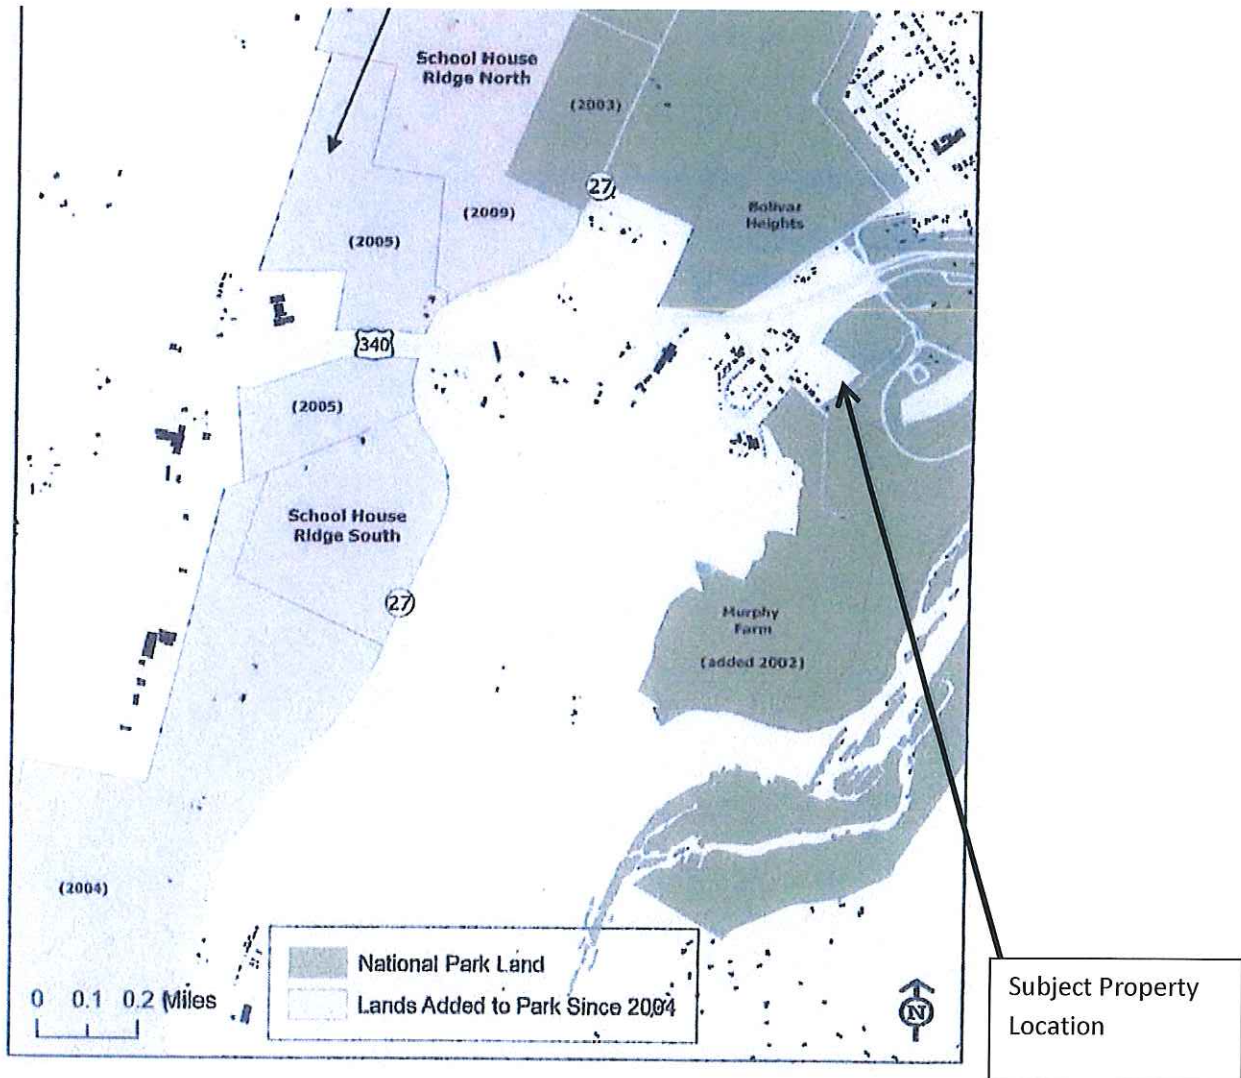 School House
Ridge North
(2003)
27
(2009)
Bolivar
Heights
(2005)
340
(2005)
School House
Ridge South
27
Murphy
Farm
(added 2002)
(2004)
National Park Land
Lands Added to Park Since 2004
0 0.1 0.2 Miles
N
Subject Property
Location